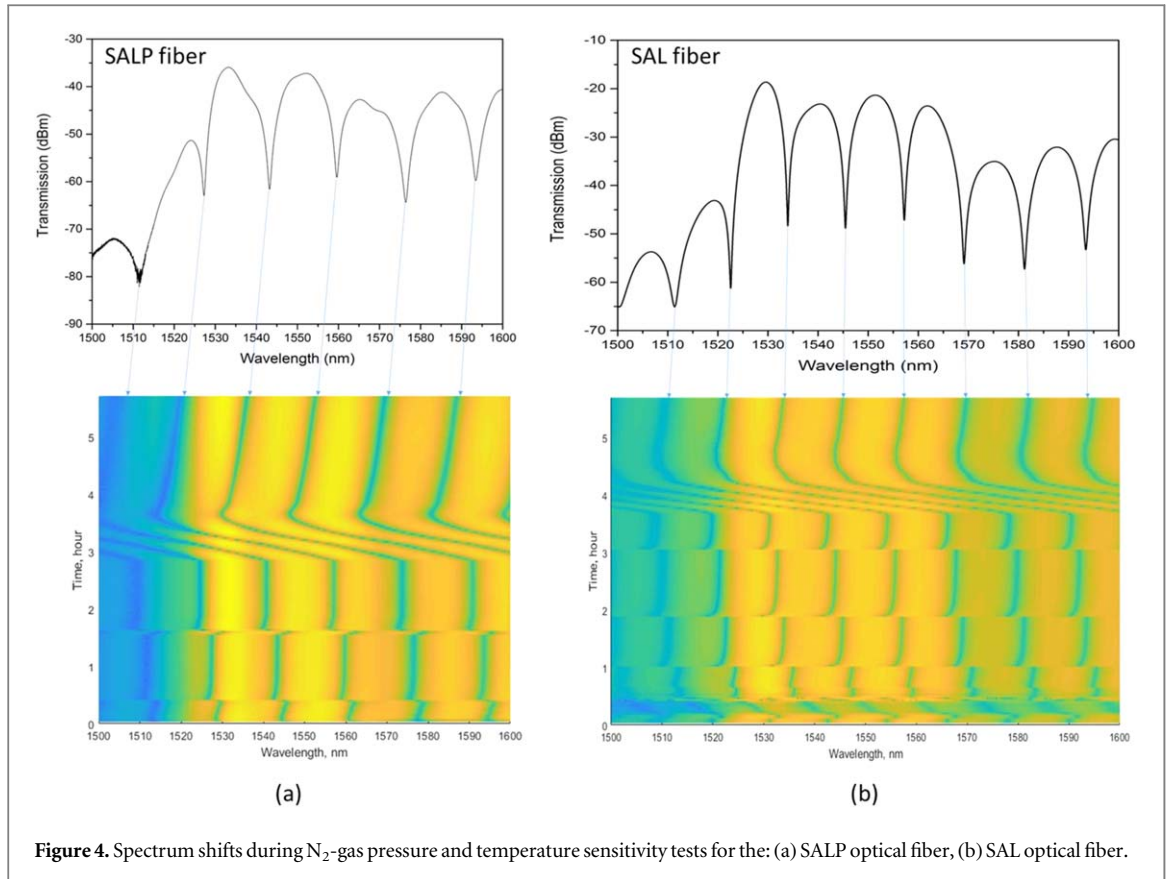 SALP fiber
-30
-40
-50
-60
-70
-80
-90
Transmission (dBm)
1500 1510 1520 1530 1540 1550 1560 1570 1580 1590 1600
Wavelength (nm)
SAL fiber
-10
-20
-30
-40
-50
-60
-70
Transmission (dBm)
1500 1510 1520 1530 1540 1550 1560 1570 1580 1590 1600
Wavelength (nm)
5
4
3
2
1
0
Time, hour
1500 1510 1520 1530 1540 1550 1560 1570 1580 1590 1600
Wavelength, nm
(a)
5
4
3
2
1
0
Time, hour
1500 1510 1520 1530 1540 1550 1560 1570 1580 1590 1600
Wavelength, nm
(b)
Figure 4. Spectrum shifts during N₂-gas pressure and temperature sensitivity tests for the: (a) SALP optical fiber, (b) SAL optical fiber.